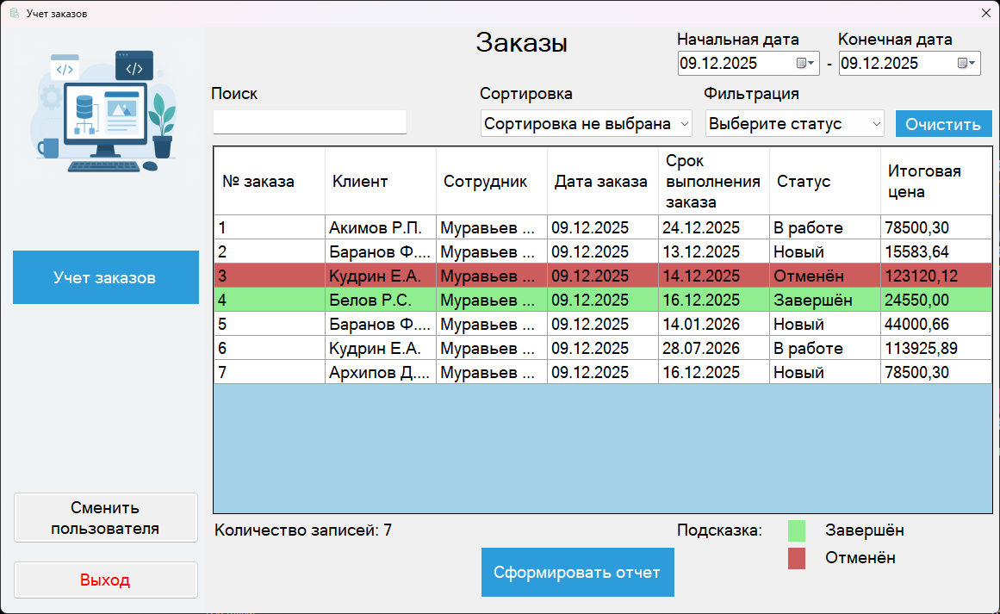 Учет заказов
Заказы
Начальная дата
Конечная дата
09.12.2025
-
09.12.2025
Поиск
Сортировка
Фильтрация
Сортировка не выбрана
Выберите статус
Очистить
</>
</>
Учет заказов
Сменить
пользователя
Выход
№ заказа Клиент Сотрудник Дата заказа Срок выполнения заказа Статус Итоговая цена
1 Акимов Р.П. Муравьев ... 09.12.2025 24.12.2025 В работе 78500,30
2 Баранов Ф.... Муравьев ... 09.12.2025 13.12.2025 Новый 15583,64
3 Кудрин Е.А. Муравьев ... 09.12.2025 14.12.2025 Отменён 123120,12
4 Белов Р.С. Муравьев ... 09.12.2025 16.12.2025 Завершён 24550,00
5 Баранов Ф.... Муравьев ... 09.12.2025 14.01.2026 Новый 44000,66
6 Кудрин Е.А. Муравьев ... 09.12.2025 28.07.2026 В работе 113925,89
7 Архипов Д.... Муравьев ... 09.12.2025 16.12.2025 Новый 78500,30
Количество записей: 7
Подсказка:
Завершён
Отменён
Сформировать отчет